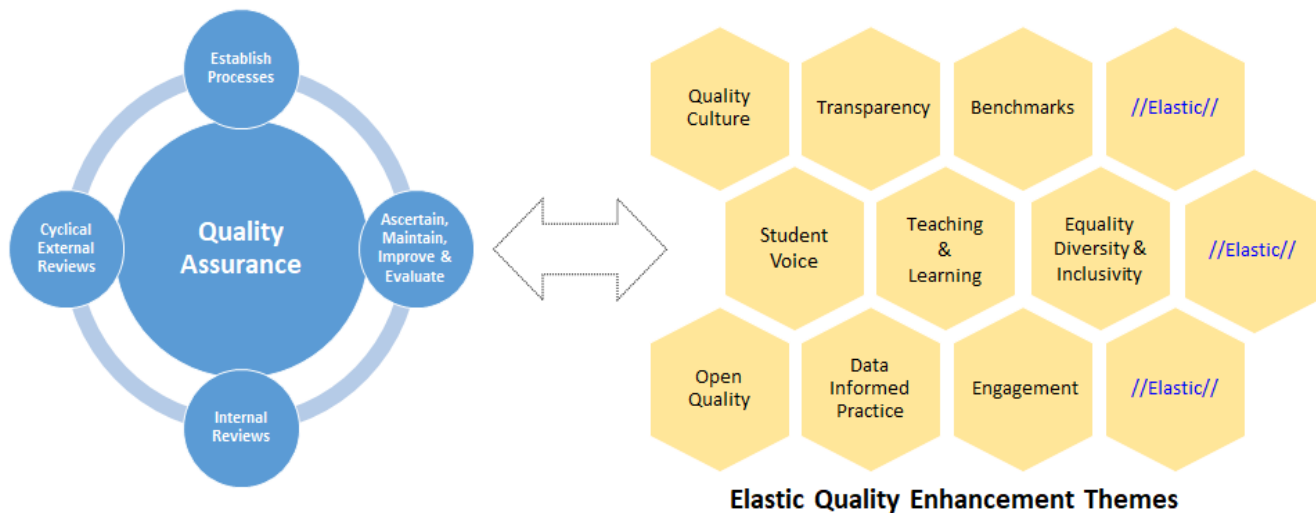 Establish
Processes
Quality
Assurance
Ascertain,
Maintain,
Improve &
Evaluate
Internal
Reviews
Cyclical
External
Reviews
Quality
Culture
Transparency
Benchmarks
//Elastic//
Student
Voice
Teaching
&
Learning
Equality
Diversity &
Inclusivity
//Elastic//
Open
Quality
Data
Informed
Practice
Engagement
//Elastic//
Elastic Quality Enhancement Themes